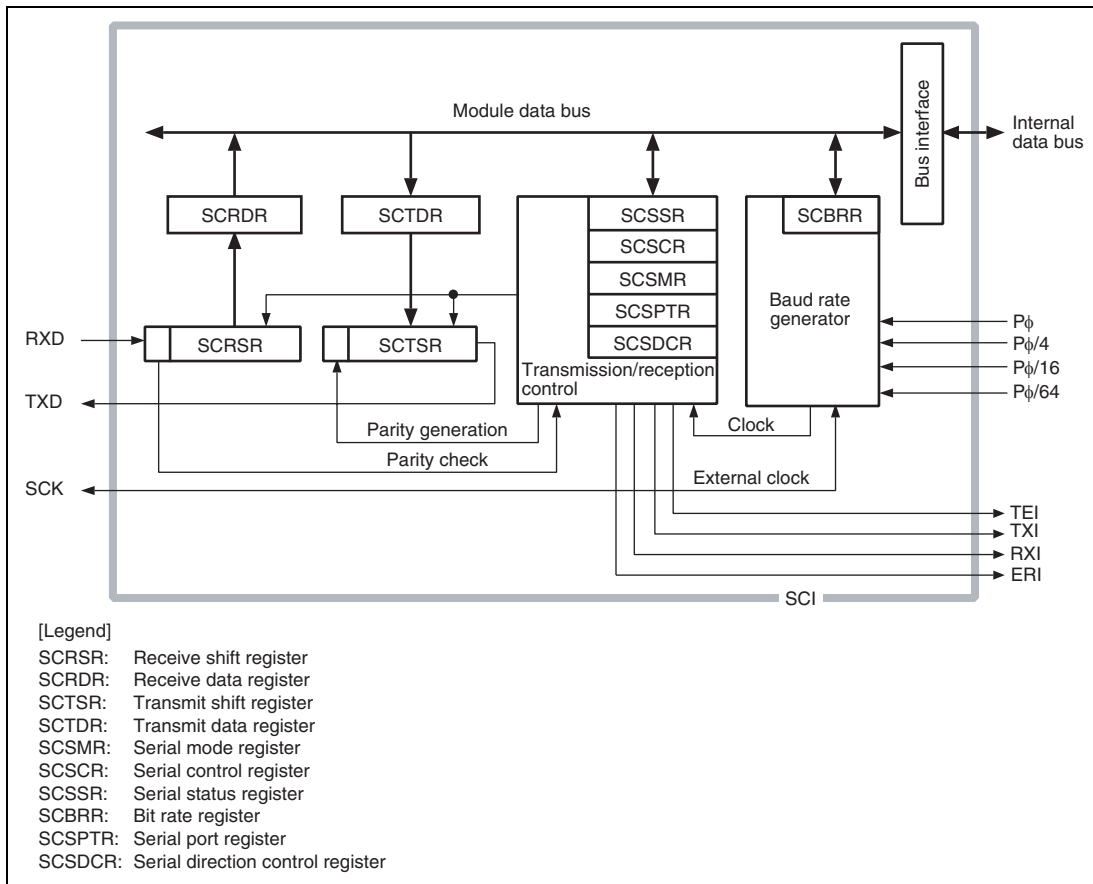 Module data bus
Bus interface
Internal
data bus
SCRDR
SCTDR
SCSSR
SCBRR
SCSCR
SCSMR
SCSPTR
SCSDCR
Baud rate
generator
RXD
SCRSR
SCTSR
Transmission/reception
control
Pϕ
Pϕ/4
Pϕ/16
Pϕ/64
TXD
Parity generation
Clock
Parity check
SCK
External clock
TEI
TXI
RXI
ERI
SCI
[Legend]
SCRSR: Receive shift register
SCRDR: Receive data register
SCTSR: Transmit shift register
SCTDR: Transmit data register
SCSMR: Serial mode register
SCSCR: Serial control register
SCSSR: Serial status register
SCBRR: Bit rate register
SCSPTR: Serial port register
SCSDCR: Serial direction control register